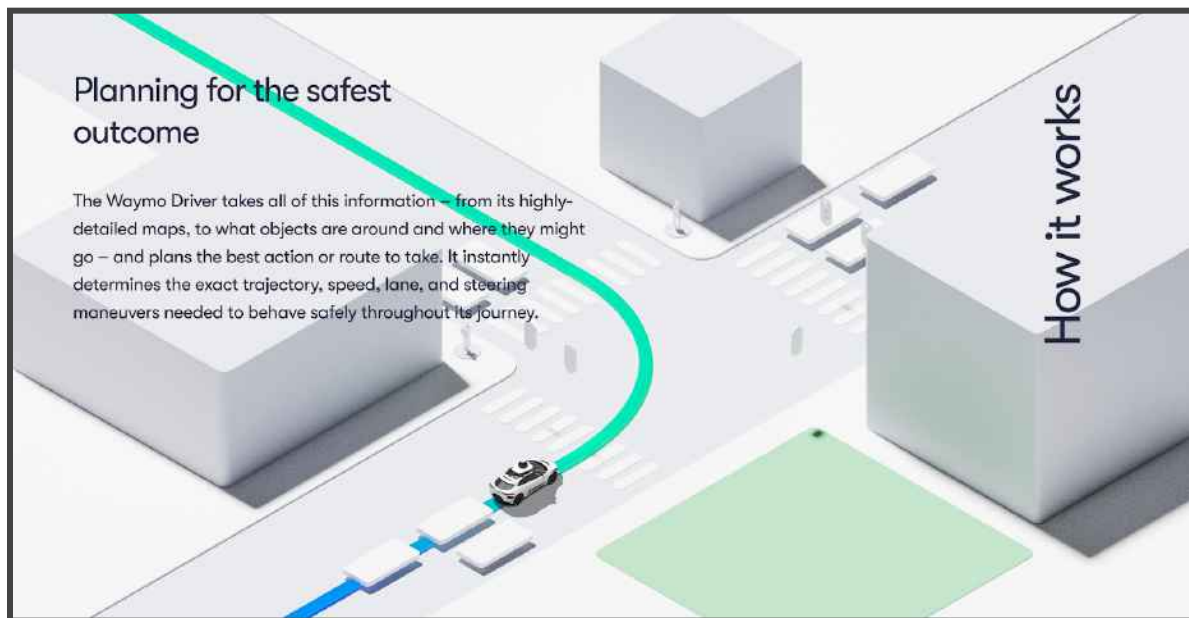 Planning for the safest
outcome
The Waymo Driver takes all of this information – from its highly-
detailed maps, to what objects are around and where they might
go – and plans the best action or route to take. It instantly
determines the exact trajectory, speed, lane, and steering
maneuvers needed to behave safely throughout its journey.
How it works